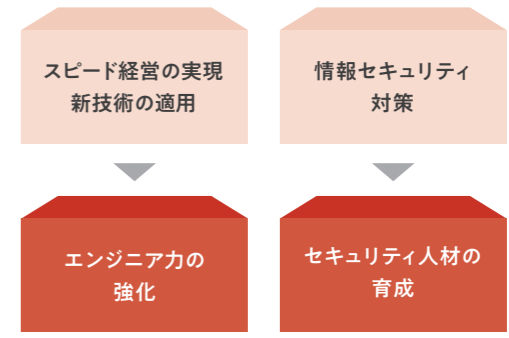 スピード経営の実現
新技術の適用
情報セキュリティ
対策
エンジニア力の
強化
セキュリティ人材の
育成